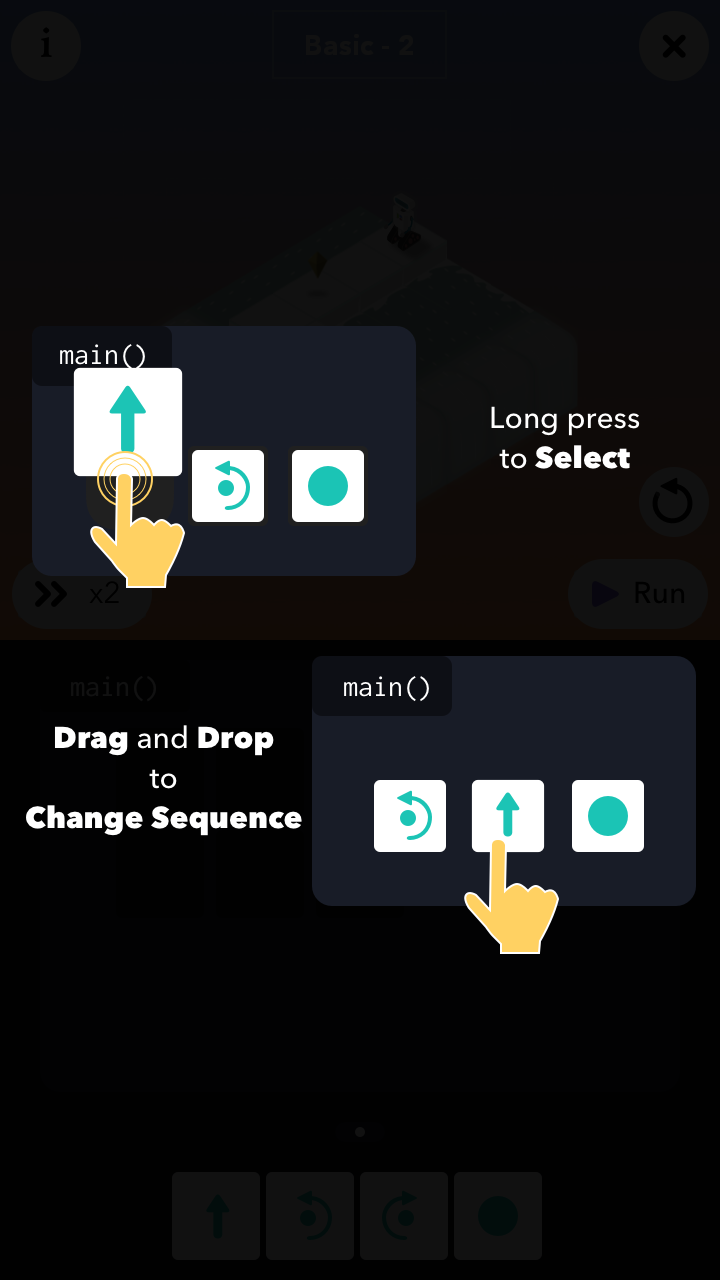 i
Basic - 2
main()
Long press
to Select
x2
Run
main()
main()
Drag and Drop
to
Change Sequence